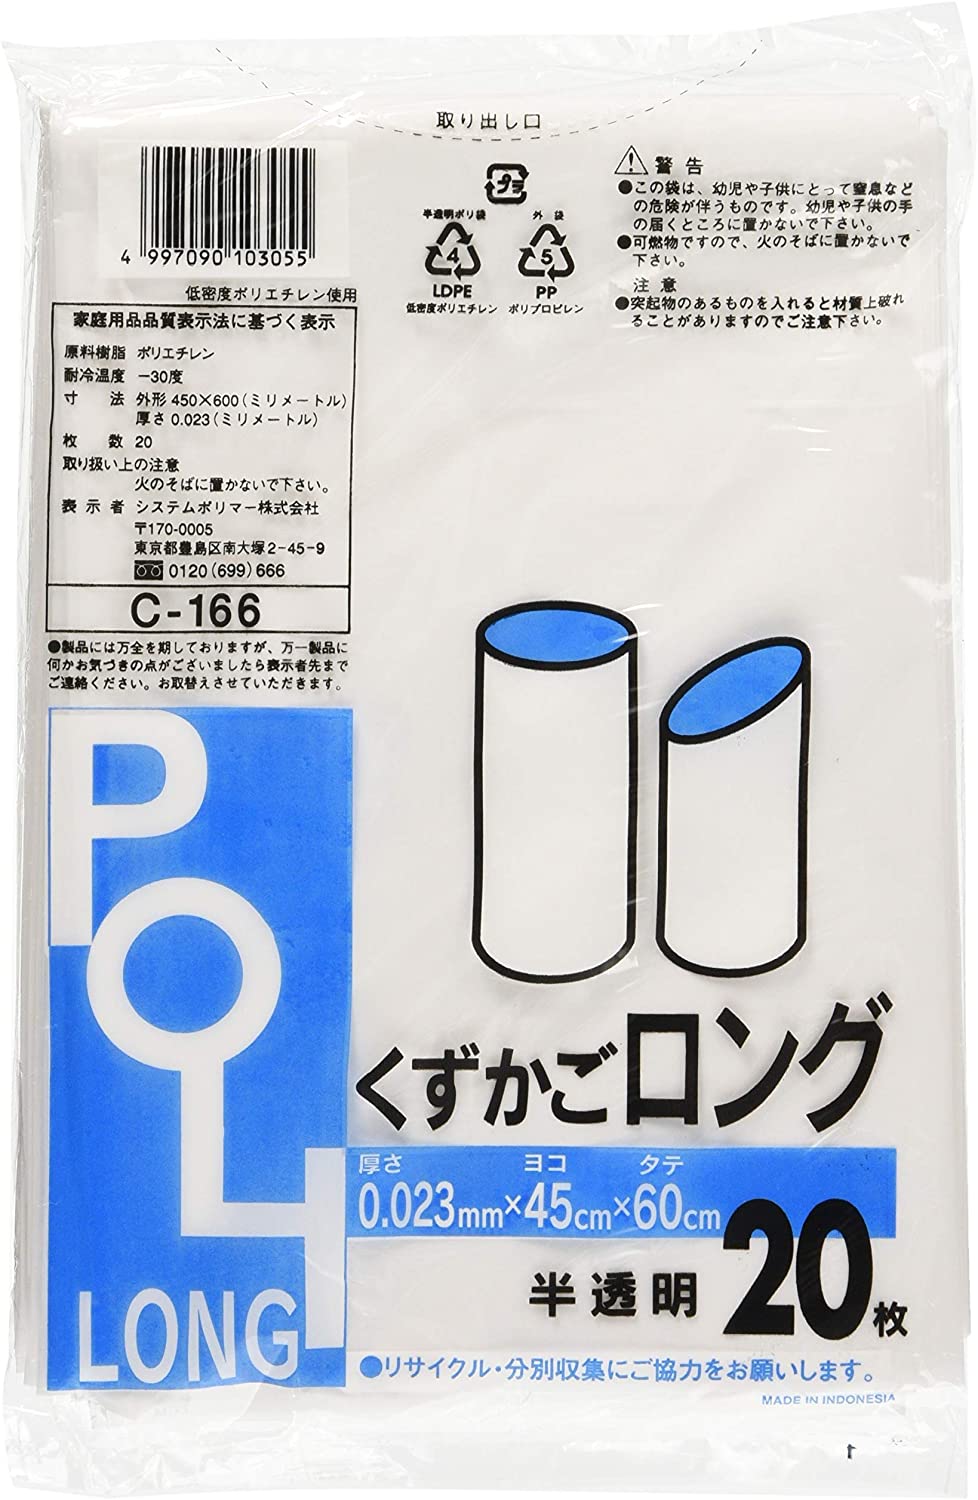 取り出し口
4 997090 103055
プラ
半透明ポリ袋
外袋
4
5
LDPE
PP
低密度ポリエチレン
ポリプロピレン
警告
●この袋は、幼児や子供にとって窒息など
の危険が伴うものです。幼児や子供の手
の届くところに置かないで下さい。
●可燃物ですので、火のそばに置かないで
下さい。
注意
●突起物のあるものを入れると材質上破れ
ることがありますのでご注意下さい。
低密度ポリエチレン使用
家庭用品品質表示法に基づく表示
原料樹脂 ポリエチレン
耐冷温度 −30度
寸法 外形 450×600(ミリメートル)
厚さ 0.023(ミリメートル)
枚数 20
取り扱い上の注意
火のそばに置かないで下さい。
表示者 システムポリマー株式会社
〒170-0005
東京都豊島区南大塚2-45-9
0120(699)666
C-166
●製品には万全を期しておりますが、万一製品に
何かお気づきの点がございましたら表示者先まで
ご連絡ください。お取替えさせていただきます。
POLY
LONG
くずかごロング
厚さ ヨコ タテ
0.023mm×45cm×60cm
半透明 20枚
●リサイクル・分別収集にご協力をお願いします。
MADE IN INDONESIA
1